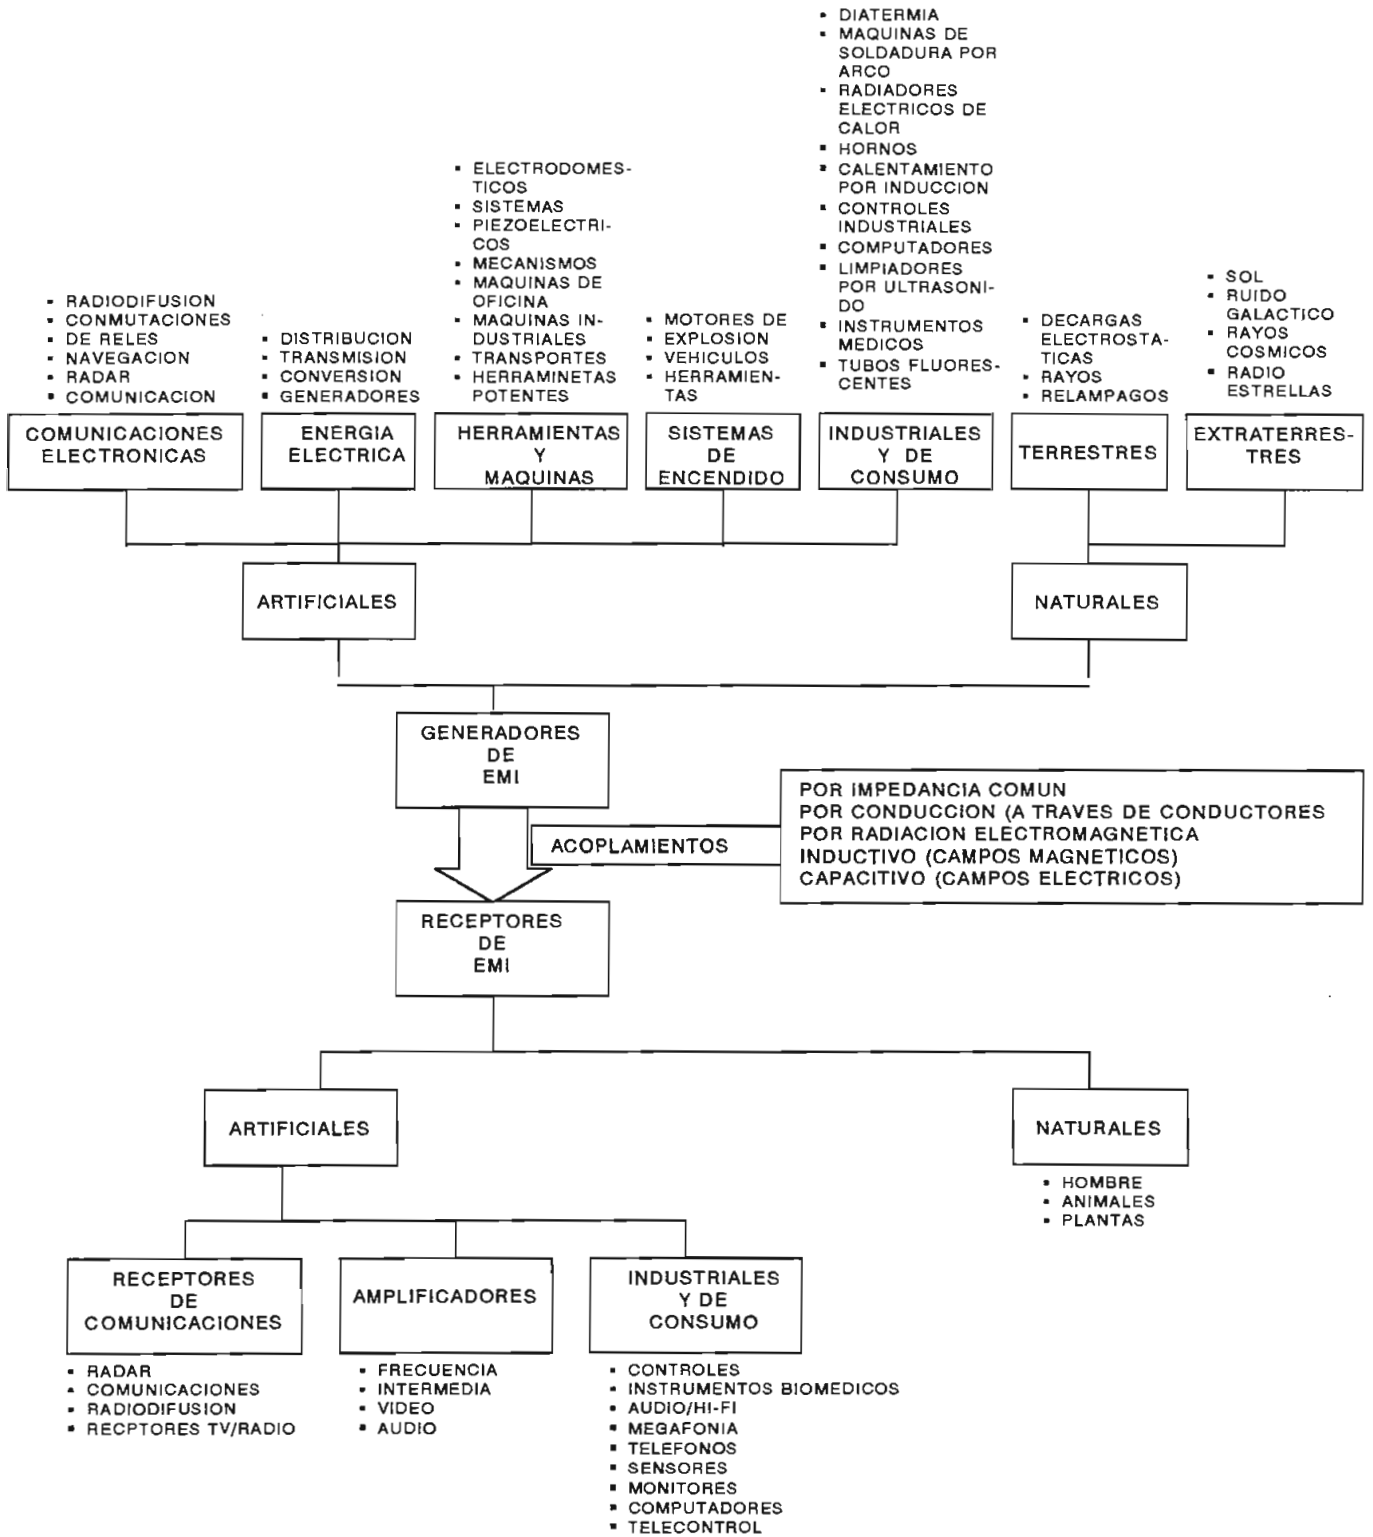 ▪ DIATERMIA
▪ MAQUINAS DE
SOLDADURA POR
ARCO
▪ RADIADORES
ELECTRICOS DE
CALOR
▪ HORNOS
▪ CALENTAMIENTO
POR INDUCCION
▪ CONTROLES
INDUSTRIALES
▪ COMPUTADORES
▪ LIMPIADORES
POR ULTRASONI-
DO
▪ INSTRUMENTOS
MEDICOS
▪ TUBOS FLUORES-
CENTES
▪ ELECTRODOMES-
TICOS
▪ SISTEMAS
▪ PIEZOELECTRI-
COS
▪ MECANISMOS
▪ MAQUINAS DE
OFICINA
▪ MAQUINAS IN-
DUSTRIALES
▪ TRANSPORTES
▪ HERRAMINETAS
POTENTES
▪ RADIODIFUSION
▪ CONMUTACIONES
▪ DE RELES
▪ NAVEGACION
▪ RADAR
▪ COMUNICACION
▪ DISTRIBUCION
▪ TRANSMISION
▪ CONVERSION
▪ GENERADORES
▪ MOTORES DE
▪ EXPLOSION
▪ VEHICULOS
▪ HERRAMIEN-
TAS
▪ DECARGAS
ELECTROSTA-
TICAS
▪ RAYOS
▪ RELAMPAGOS
▪ SOL
▪ RUIDO
GALACTICO
▪ RAYOS
COSMICOS
▪ RADIO
ESTRELLAS
COMUNICACIONES
ELECTRONICAS
ENERGIA
ELECTRICA
HERRAMIENTAS
Y
MAQUINAS
SISTEMAS
DE
ENCENDIDO
INDUSTRIALES
Y DE
CONSUMO
TERRESTRES
EXTRATERRES-
TRES
ARTIFICIALES
NATURALES
GENERADORES
DE
EMI
ACOPLAMIENTOS
POR IMPEDANCIA COMUN
POR CONDUCCION (A TRAVES DE CONDUCTORES
POR RADIACION ELECTROMAGNETICA
INDUCTIVO (CAMPOS MAGNETICOS)
CAPACITIVO (CAMPOS ELECTRICOS)
RECEPTORES
DE
EMI
ARTIFICIALES
NATURALES
▪ HOMBRE
▪ ANIMALES
▪ PLANTAS
RECEPTORES
DE
COMUNICACIONES
AMPLIFICADORES
INDUSTRIALES
Y DE
CONSUMO
▪ RADAR
▪ COMUNICACIONES
▪ RADIODIFUSION
▪ RECPTORES TV/RADIO
▪ FRECUENCIA
▪ INTERMEDIA
▪ VIDEO
▪ AUDIO
▪ CONTROLES
▪ INSTRUMENTOS BIOMEDICOS
▪ AUDIO/HI-FI
▪ MEGAFONIA
▪ TELEFONOS
▪ SENSORES
▪ MONITORES
▪ COMPUTADORES
▪ TELECONTROL